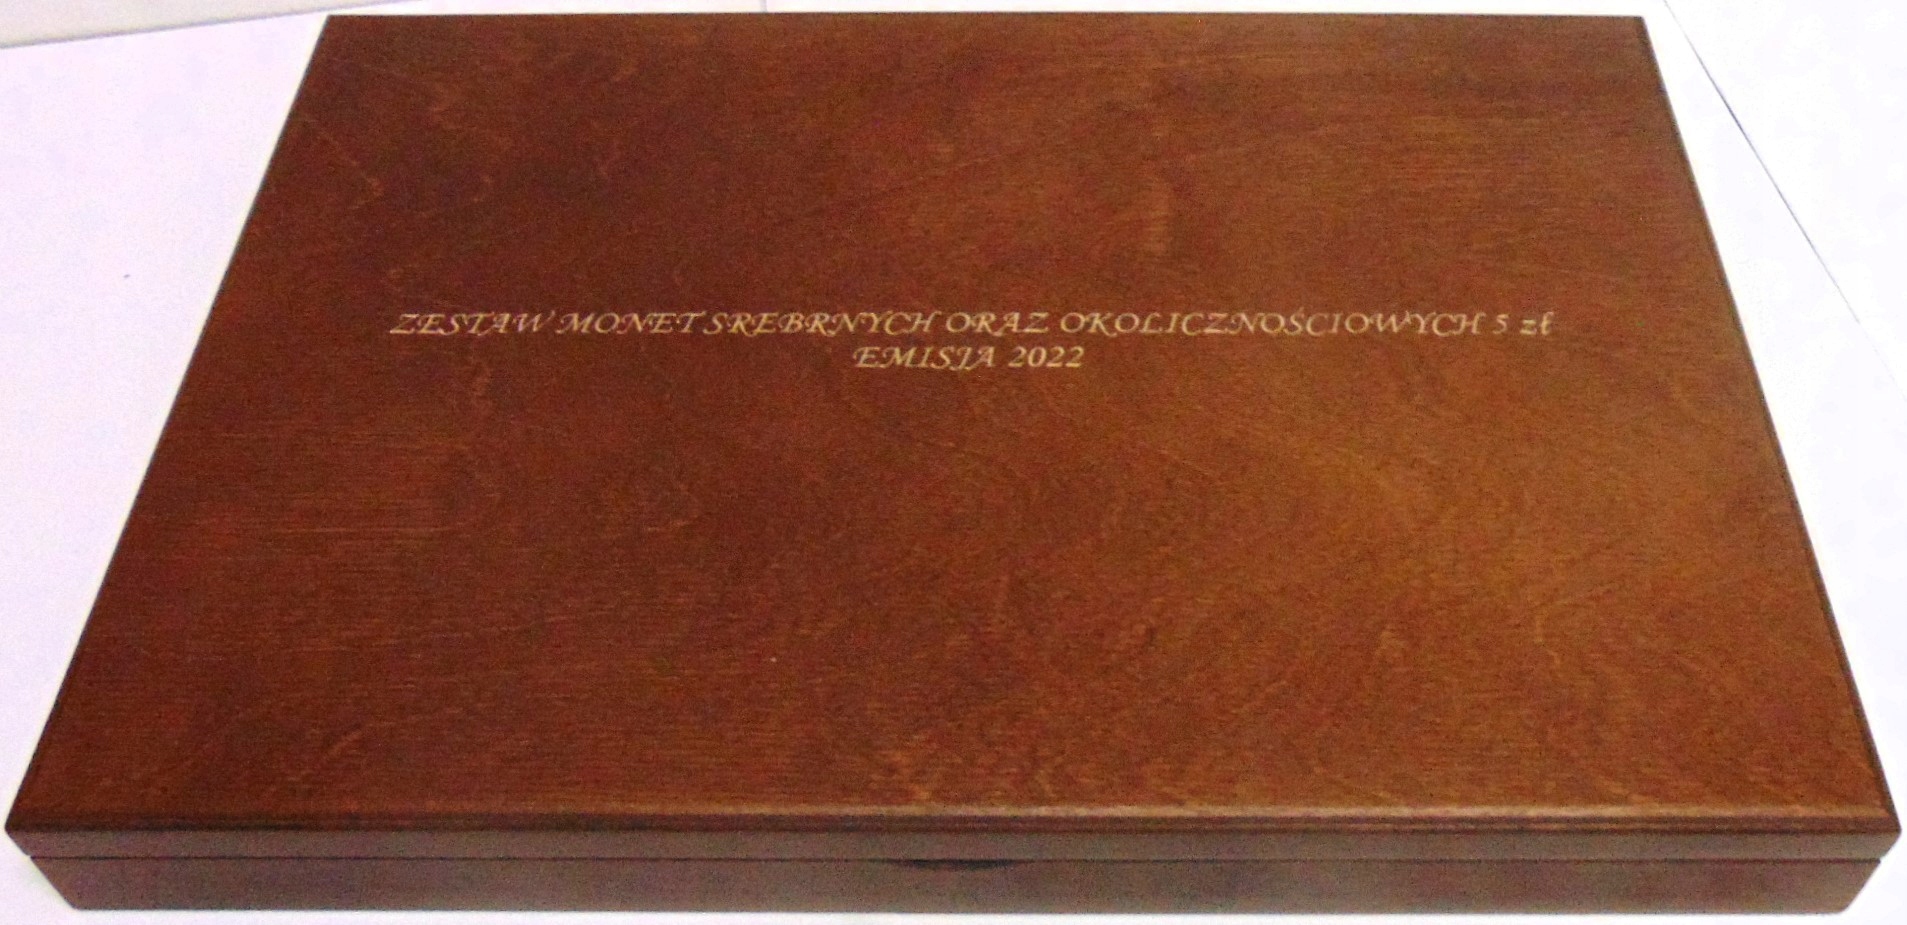 ZESTAW MONET SREBRNYCH ORAZ OKOLICZNOŚCIOWYCH 5 zł
EMISJA 2022